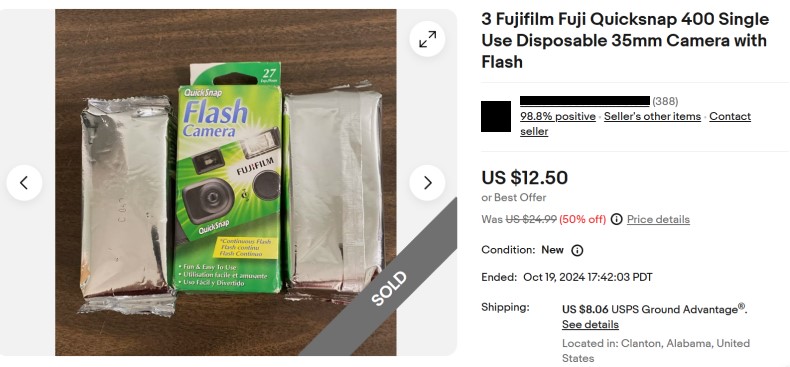 3 Fujifilm Fuji Quicksnap 400 Single
Use Disposable 35mm Camera with
Flash
(388)
98.8% positive · Seller's other items · Contact
seller
US $12.50
or Best Offer
Was US $24.99 (50% off) Price details
Condition: New
Ended: Oct 19, 2024 17:42:03 PDT
Shipping: US $8.06 USPS Ground Advantage®.
See details
Located in: Clanton, Alabama, United
States
27
QuickSnap
Flash
Camera
FUJIFILM
QuickSnap
*Continuous Flash
Flash continu
Flash Continuo
• Fun & Easy To Use
• Utilisation facile et amusante
• Uso Fácil y Divertido
SOLD